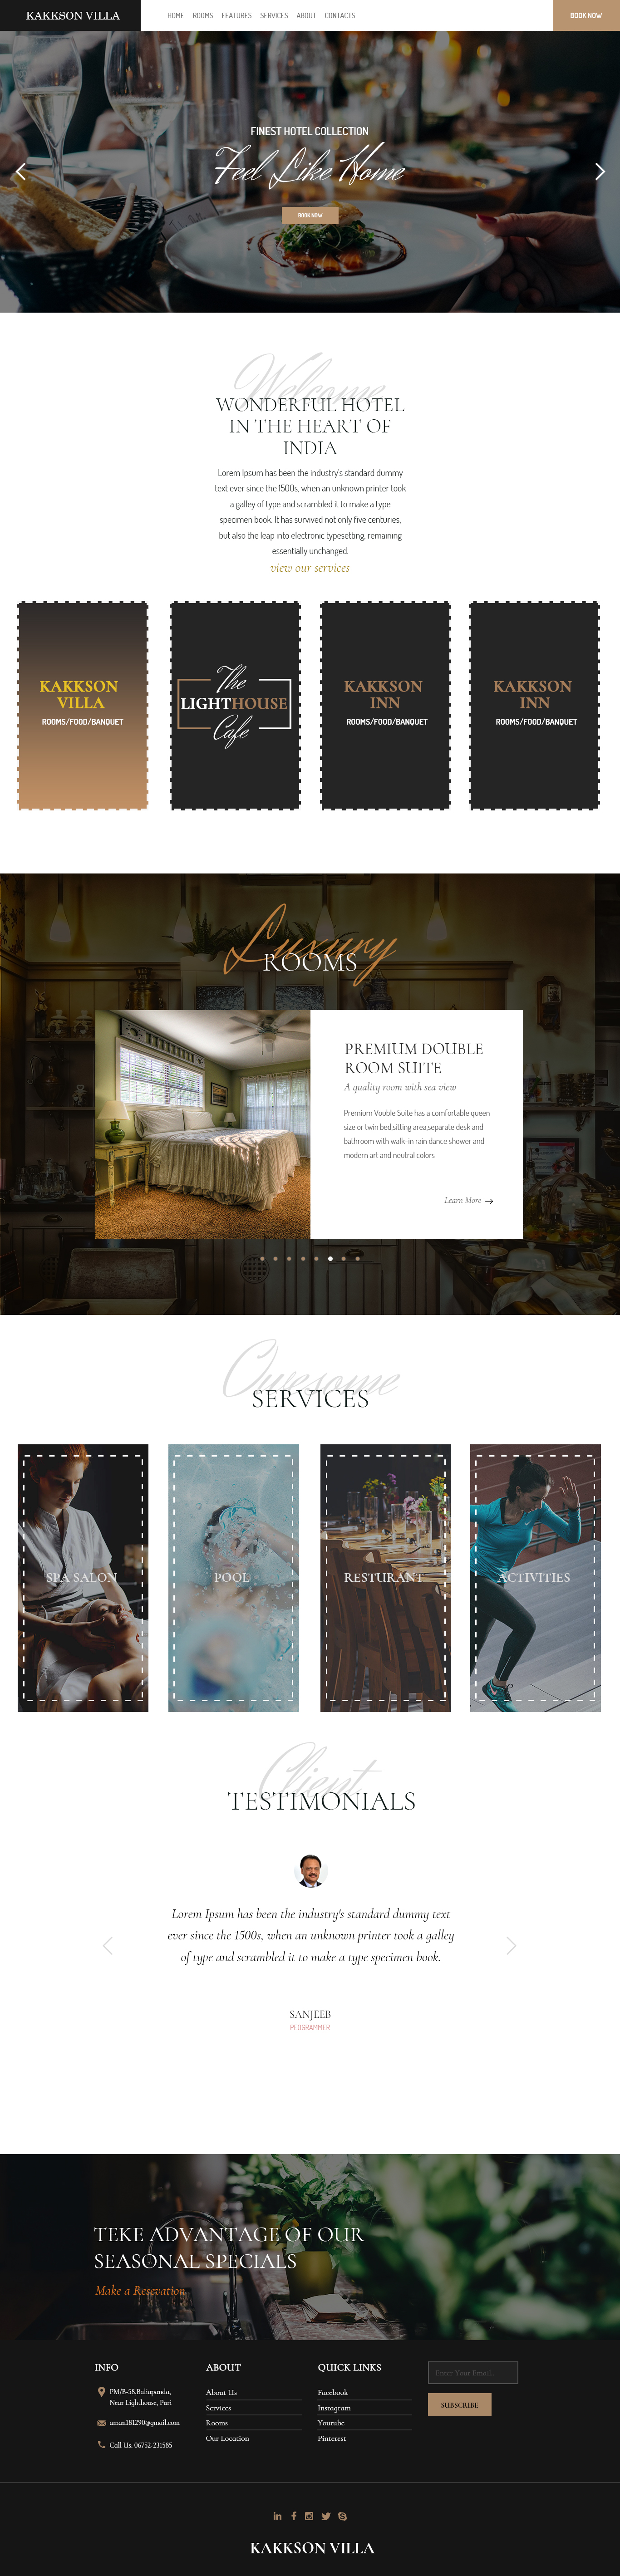 KAKKSON VILLA
HOME ROOMS FEATURES SERVICES ABOUT CONTACTS
BOOK NOW
FINEST HOTEL COLLECTION
Feel Like Home
BOOK NOW
Welcome
WONDERFUL HOTEL
IN THE HEART OF
INDIA
Lorem Ipsum has been the industry's standard dummy
text ever since the 1500s, when an unknown printer took
a galley of type and scrambled it to make a type
specimen book. It has survived not only five centuries,
but also the leap into electronic typesetting, remaining
essentially unchanged.
view our services
KAKKSON
VILLA
ROOMS/FOOD/BANQUET
The
LIGHTHOUSE
Cafe
KAKKSON
INN
ROOMS/FOOD/BANQUET
KAKKSON
INN
ROOMS/FOOD/BANQUET
Luxury
ROOMS
PREMIUM DOUBLE
ROOM SUITE
A quality room with sea view
Premium Vouble Suite has a comfortable queen
size or twin bed,sitting area,separate desk and
bathroom with walk-in rain dance shower and
modern art and neutral colors
Learn More
Owesome
SERVICES
SPA SALON
POOL
RESTURANT
ACTIVITIES
Client
TESTIMONIALS
Lorem Ipsum has been the industry's standard dummy text
ever since the 1500s, when an unknown printer took a galley
of type and scrambled it to make a type specimen book.
SANJEEB
PEOGRAMMER
TEKE ADVANTAGE OF OUR
SEASONAL SPECIALS
Make a Resevation
INFO
PM/B-58,Baliapanda,
Near Lighthouse, Puri
aman181290@gmail.com
Call Us: 06752-231585
ABOUT
About Us
Services
Rooms
Our Location
QUICK LINKS
Facebook
Instagram
Youtube
Pinterest
Enter Your Email..
SUBSCRIBE
KAKKSON VILLA